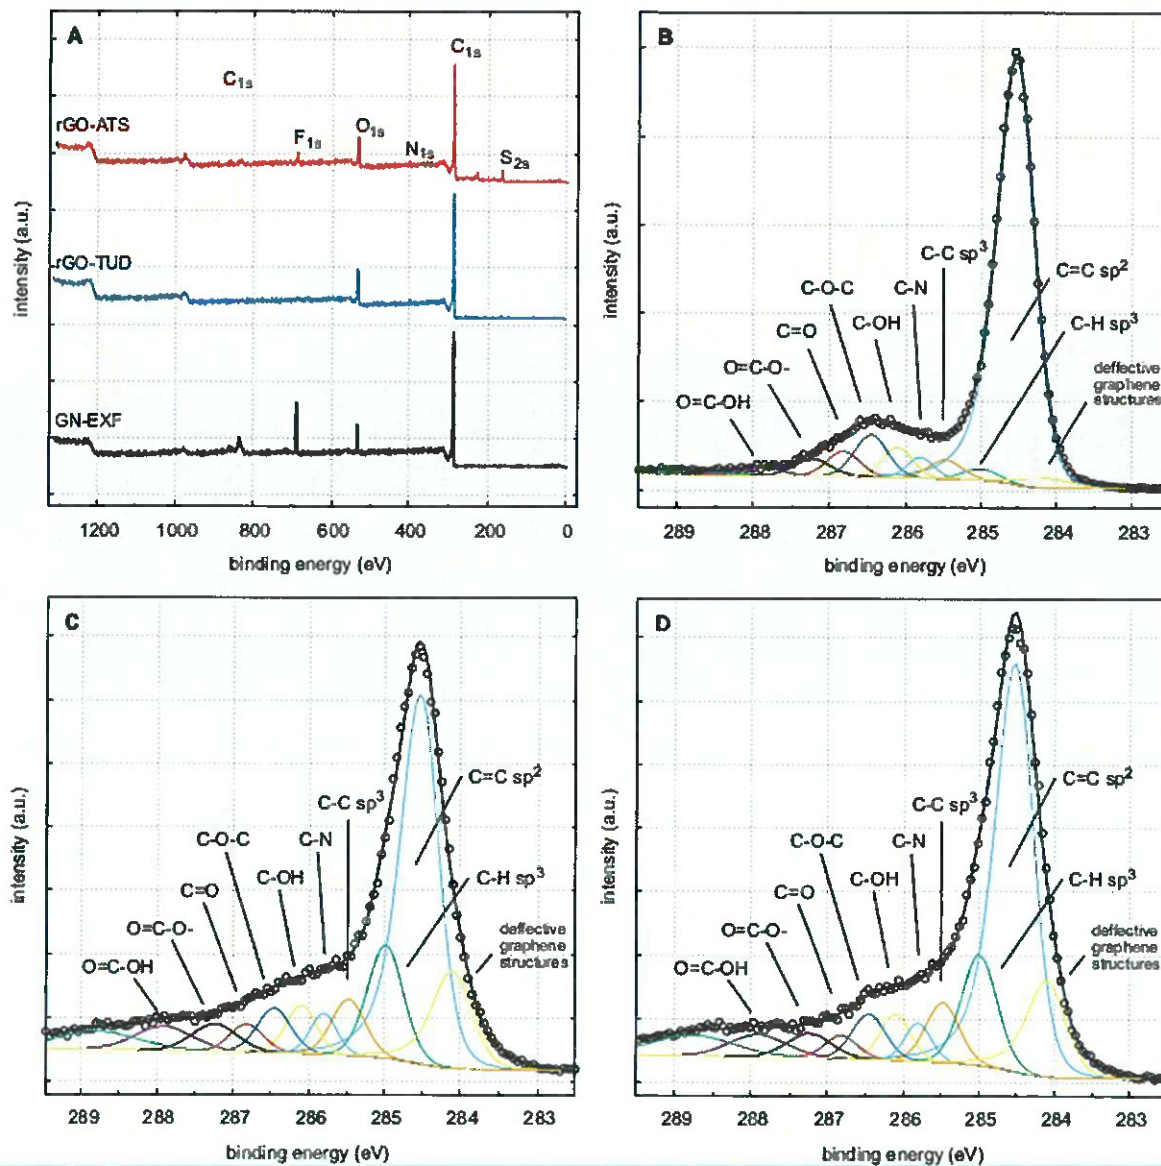 A
C1s
C1s
rGO-ATS
F1s
O1s
N1s
S2s
rGO-TUD
GN-EXF
intensity (a.u.)
1200 1000 800 600 400 200 0
binding energy (eV)
B
C-C sp3
C=C sp2
C-O-C
C-N
C-H sp3
C=O
C-OH
O=C-O-
O=C-OH
deffective
graphene
structures
intensity (a.u.)
289 288 287 286 285 284 283
binding energy (eV)
C
C=C sp2
C-C sp3
C-O-C
C-N
C-H sp3
C=O
C-OH
O=C-O-
O=C-OH
deffective
graphene
structures
intensity (a.u.)
289 288 287 286 285 284 283
binding energy (eV)
D
C=C sp2
C-C sp3
C-O-C
C-N
C-H sp3
C=O
C-OH
O=C-O-
O=C-OH
deffective
graphene
structures
intensity (a.u.)
289 288 287 286 285 284 283
binding energy (eV)